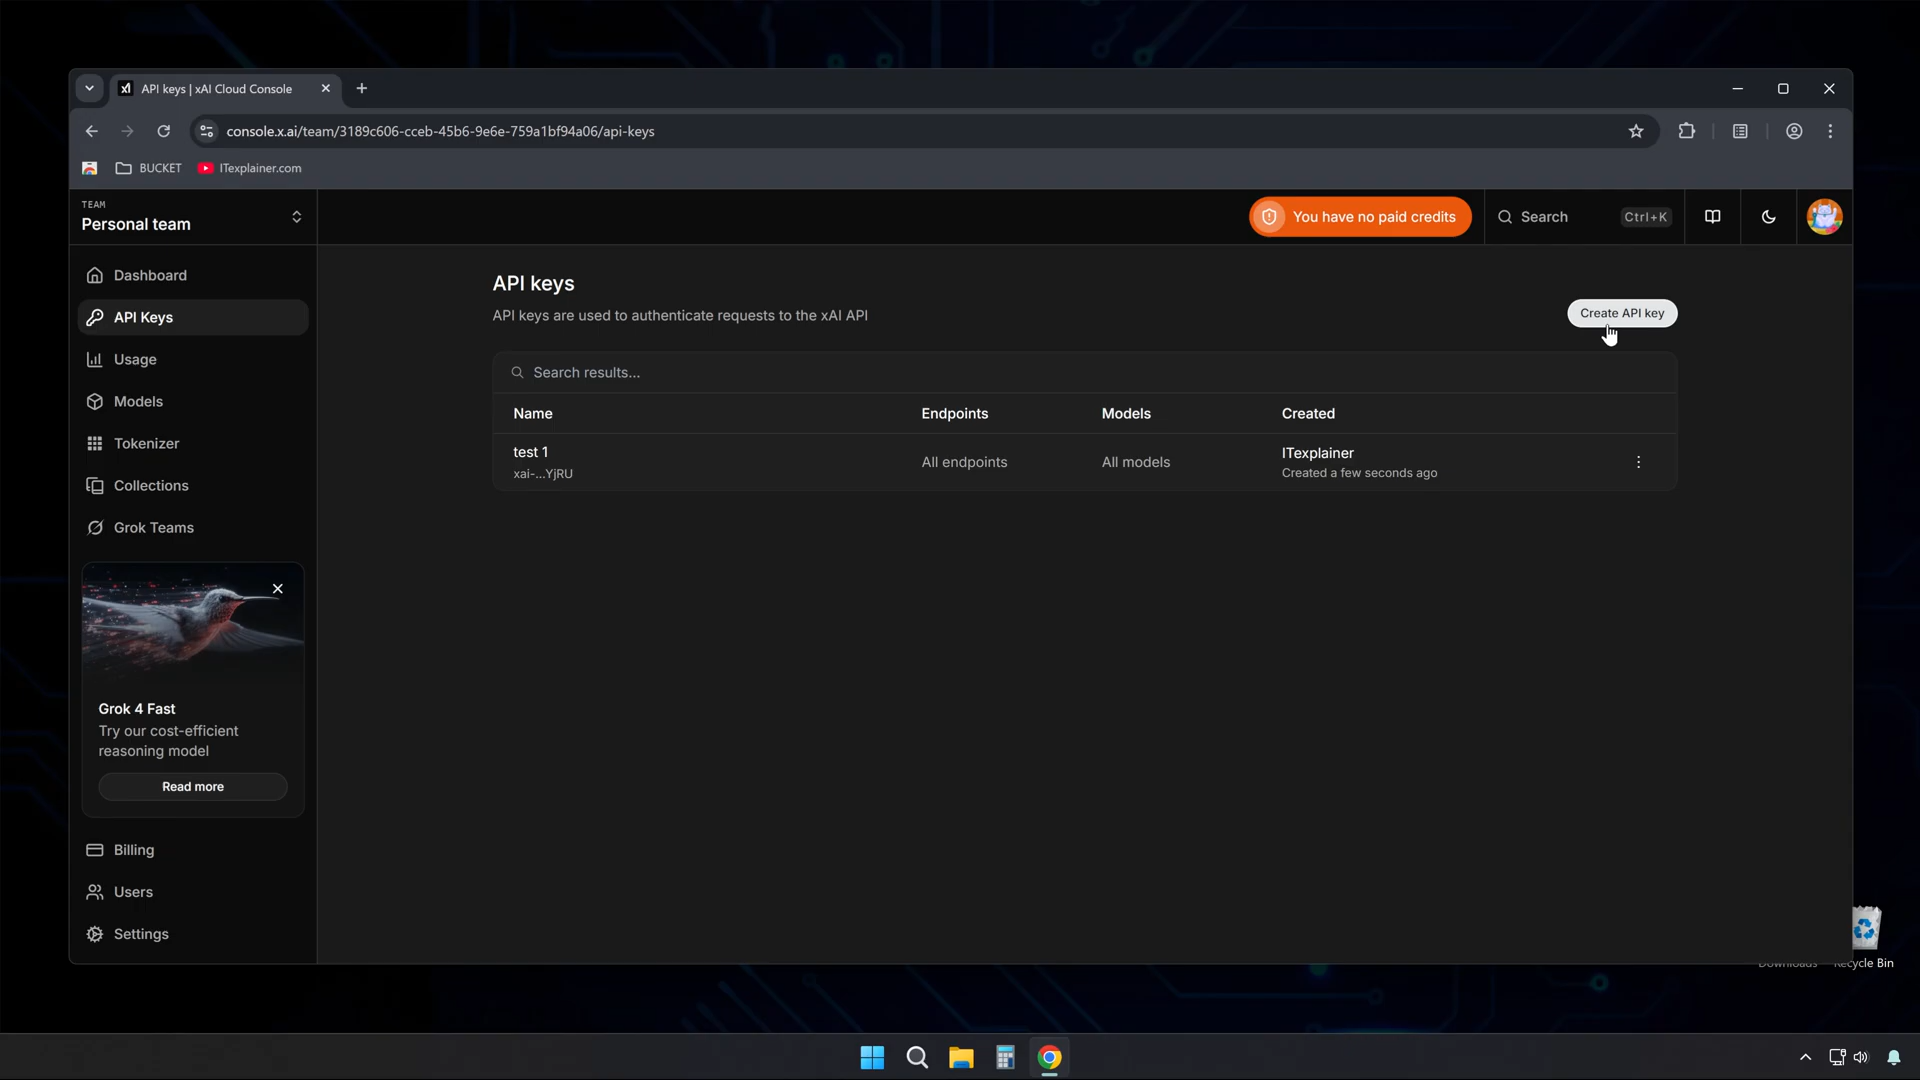 API keys | xAI Cloud Console
console.x.ai/team/3189c606-cceb-45b6-9e6e-759a1bf94a06/api-keys
BUCKET
ITexplainer.com
TEAM
Personal team
You have no paid credits
Search
Ctrl+K
Dashboard
API Keys
Usage
Models
Tokenizer
Collections
Grok Teams
Grok 4 Fast
Try our cost-efficient
reasoning model
Read more
Billing
Users
Settings
API keys
API keys are used to authenticate requests to the xAI API
Create API key
Search results...
Name Endpoints Models Created
test 1
xai-...YjRU
All endpoints
All models
ITexplainer
Created a few seconds ago
Downloads
Recycle Bin